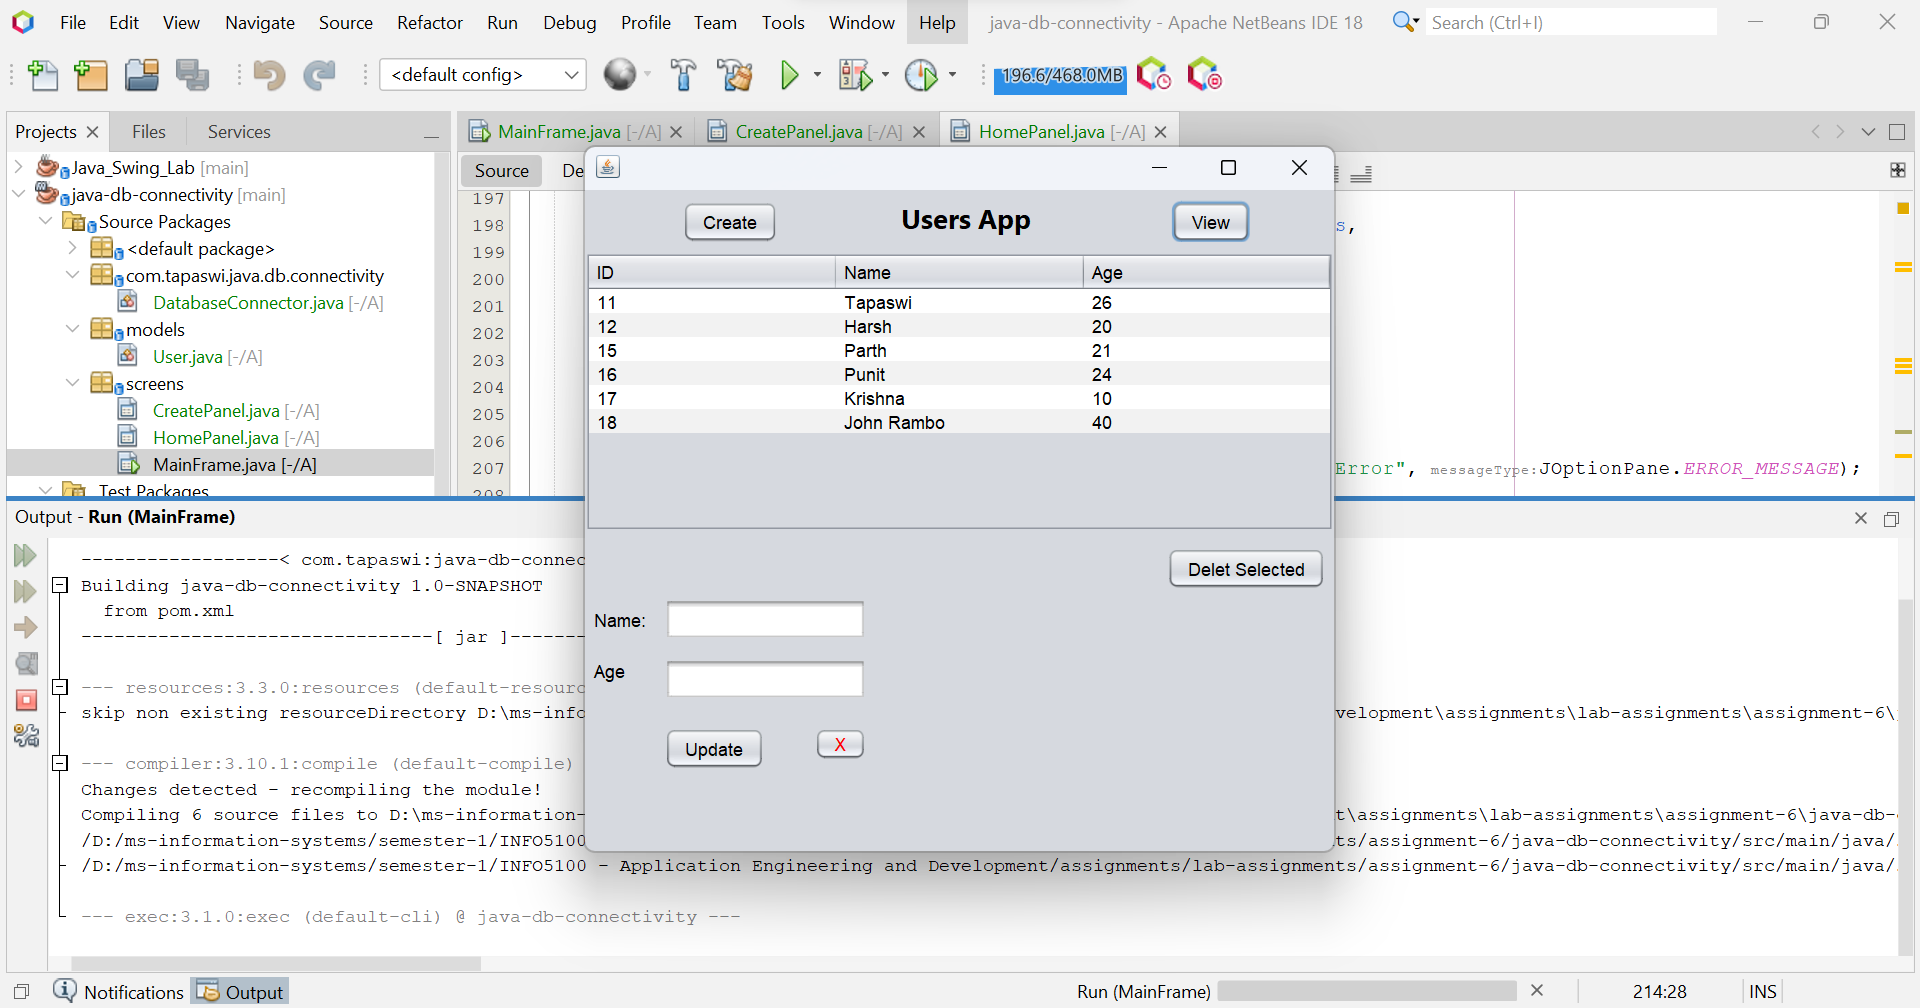 File Edit View Navigate Source Refactor Run Debug Profile Team Tools Window Help java-db-connectivity - Apache NetBeans IDE 18 Search (Ctrl+I)
<default config> 196.6/468.0MB
Projects Files Services MainFrame.java [-/A] CreatePanel.java [-/A] HomePanel.java [-/A]
Java_Swing_Lab [main]
java-db-connectivity [main]
Source Packages
<default package>
com.tapaswi.java.db.connectivity
DatabaseConnector.java [-/A]
models
User.java [-/A]
screens
CreatePanel.java [-/A]
HomePanel.java [-/A]
MainFrame.java [-/A]
Test Packages
Source De
197
198 s,
199
200
201
202
203
204
205
206
207 Error", messageType: JOptionPane.ERROR_MESSAGE);
208
Create Users App View
ID Name Age
11 Tapaswi 26
12 Harsh 20
15 Parth 21
16 Punit 24
17 Krishna 10
18 John Rambo 40
Delet Selected
Name:
Age
Update X
Output - Run (MainFrame)
------------------< com.tapaswi:java-db-connec
Building java-db-connectivity 1.0-SNAPSHOT
from pom.xml
--------------------------------[ jar ]-------
--- resources:3.3.0:resources (default-resourc
skip non existing resourceDirectory D:\ms-info velopment\assignments\lab-assignments\assignment-6\
--- compiler:3.10.1:compile (default-compile)
Changes detected - recompiling the module!
Compiling 6 source files to D:\ms-information- t\assignments\lab-assignments\assignment-6\java-db-
/D:/ms-information-systems/semester-1/INFO5100 ts/assignment-6/java-db-connectivity/src/main/java/
/D:/ms-information-systems/semester-1/INFO5100 - Application Engineering and Development/assignments/lab-assignments/assignment-6/java-db-connectivity/src/main/java/
--- exec:3.1.0:exec (default-cli) @ java-db-connectivity ---
Notifications Output Run (MainFrame) 214:28 INS